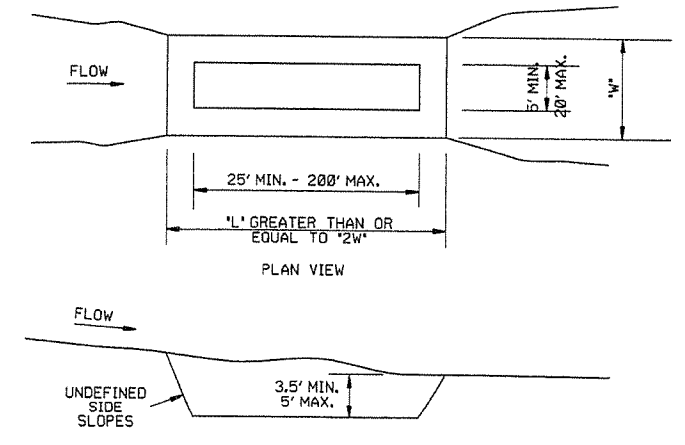 FLOW
5' MIN.
20' MAX.
"W"
25' MIN. - 200' MAX.
"L" GREATER THAN OR
EQUAL TO "2W"
PLAN VIEW
FLOW
UNDEFINED
SIDE
SLOPES
3.5' MIN.
5' MAX.